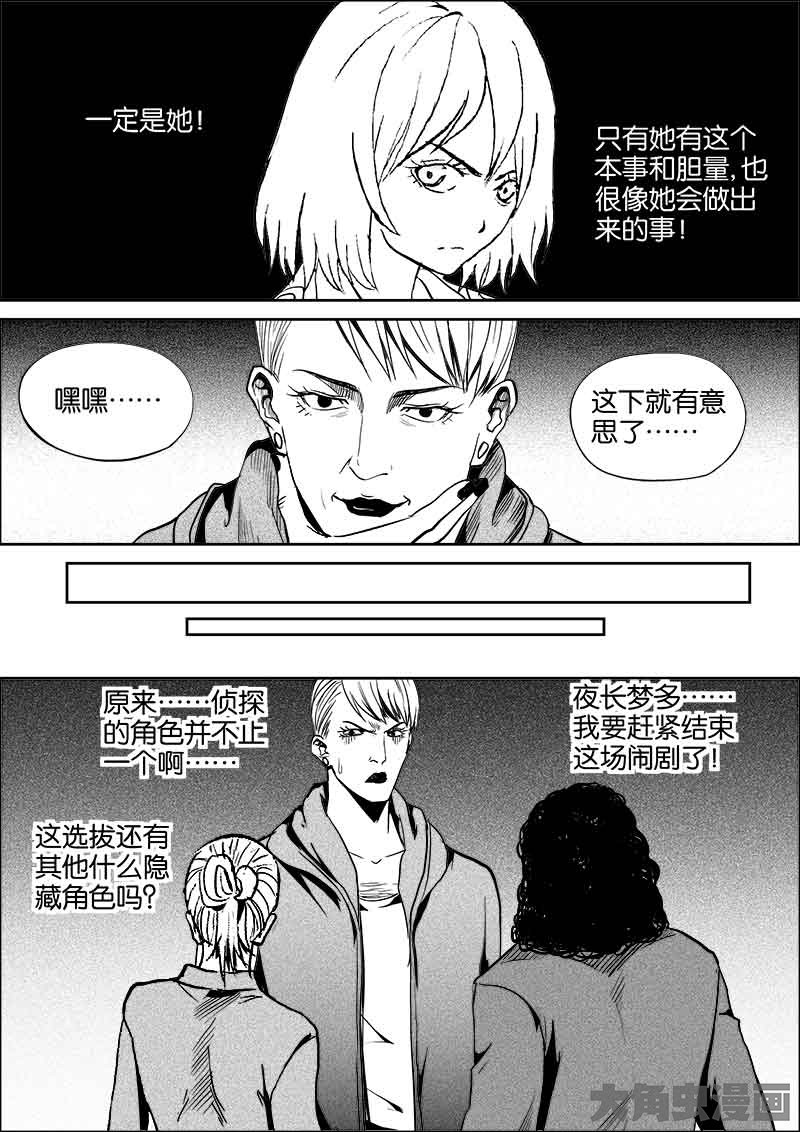 一定是她！
只有她有这个
本事和胆量，也
很像她会做出
来的事！
嘿嘿……
这下就有意
思了……
原来……侦探
的角色并不止
一个啊……
夜长梦多……
我要赶紧结束
这场闹剧了！
这选拔还有
其他什么隐
藏角色吗？
大角虫漫画